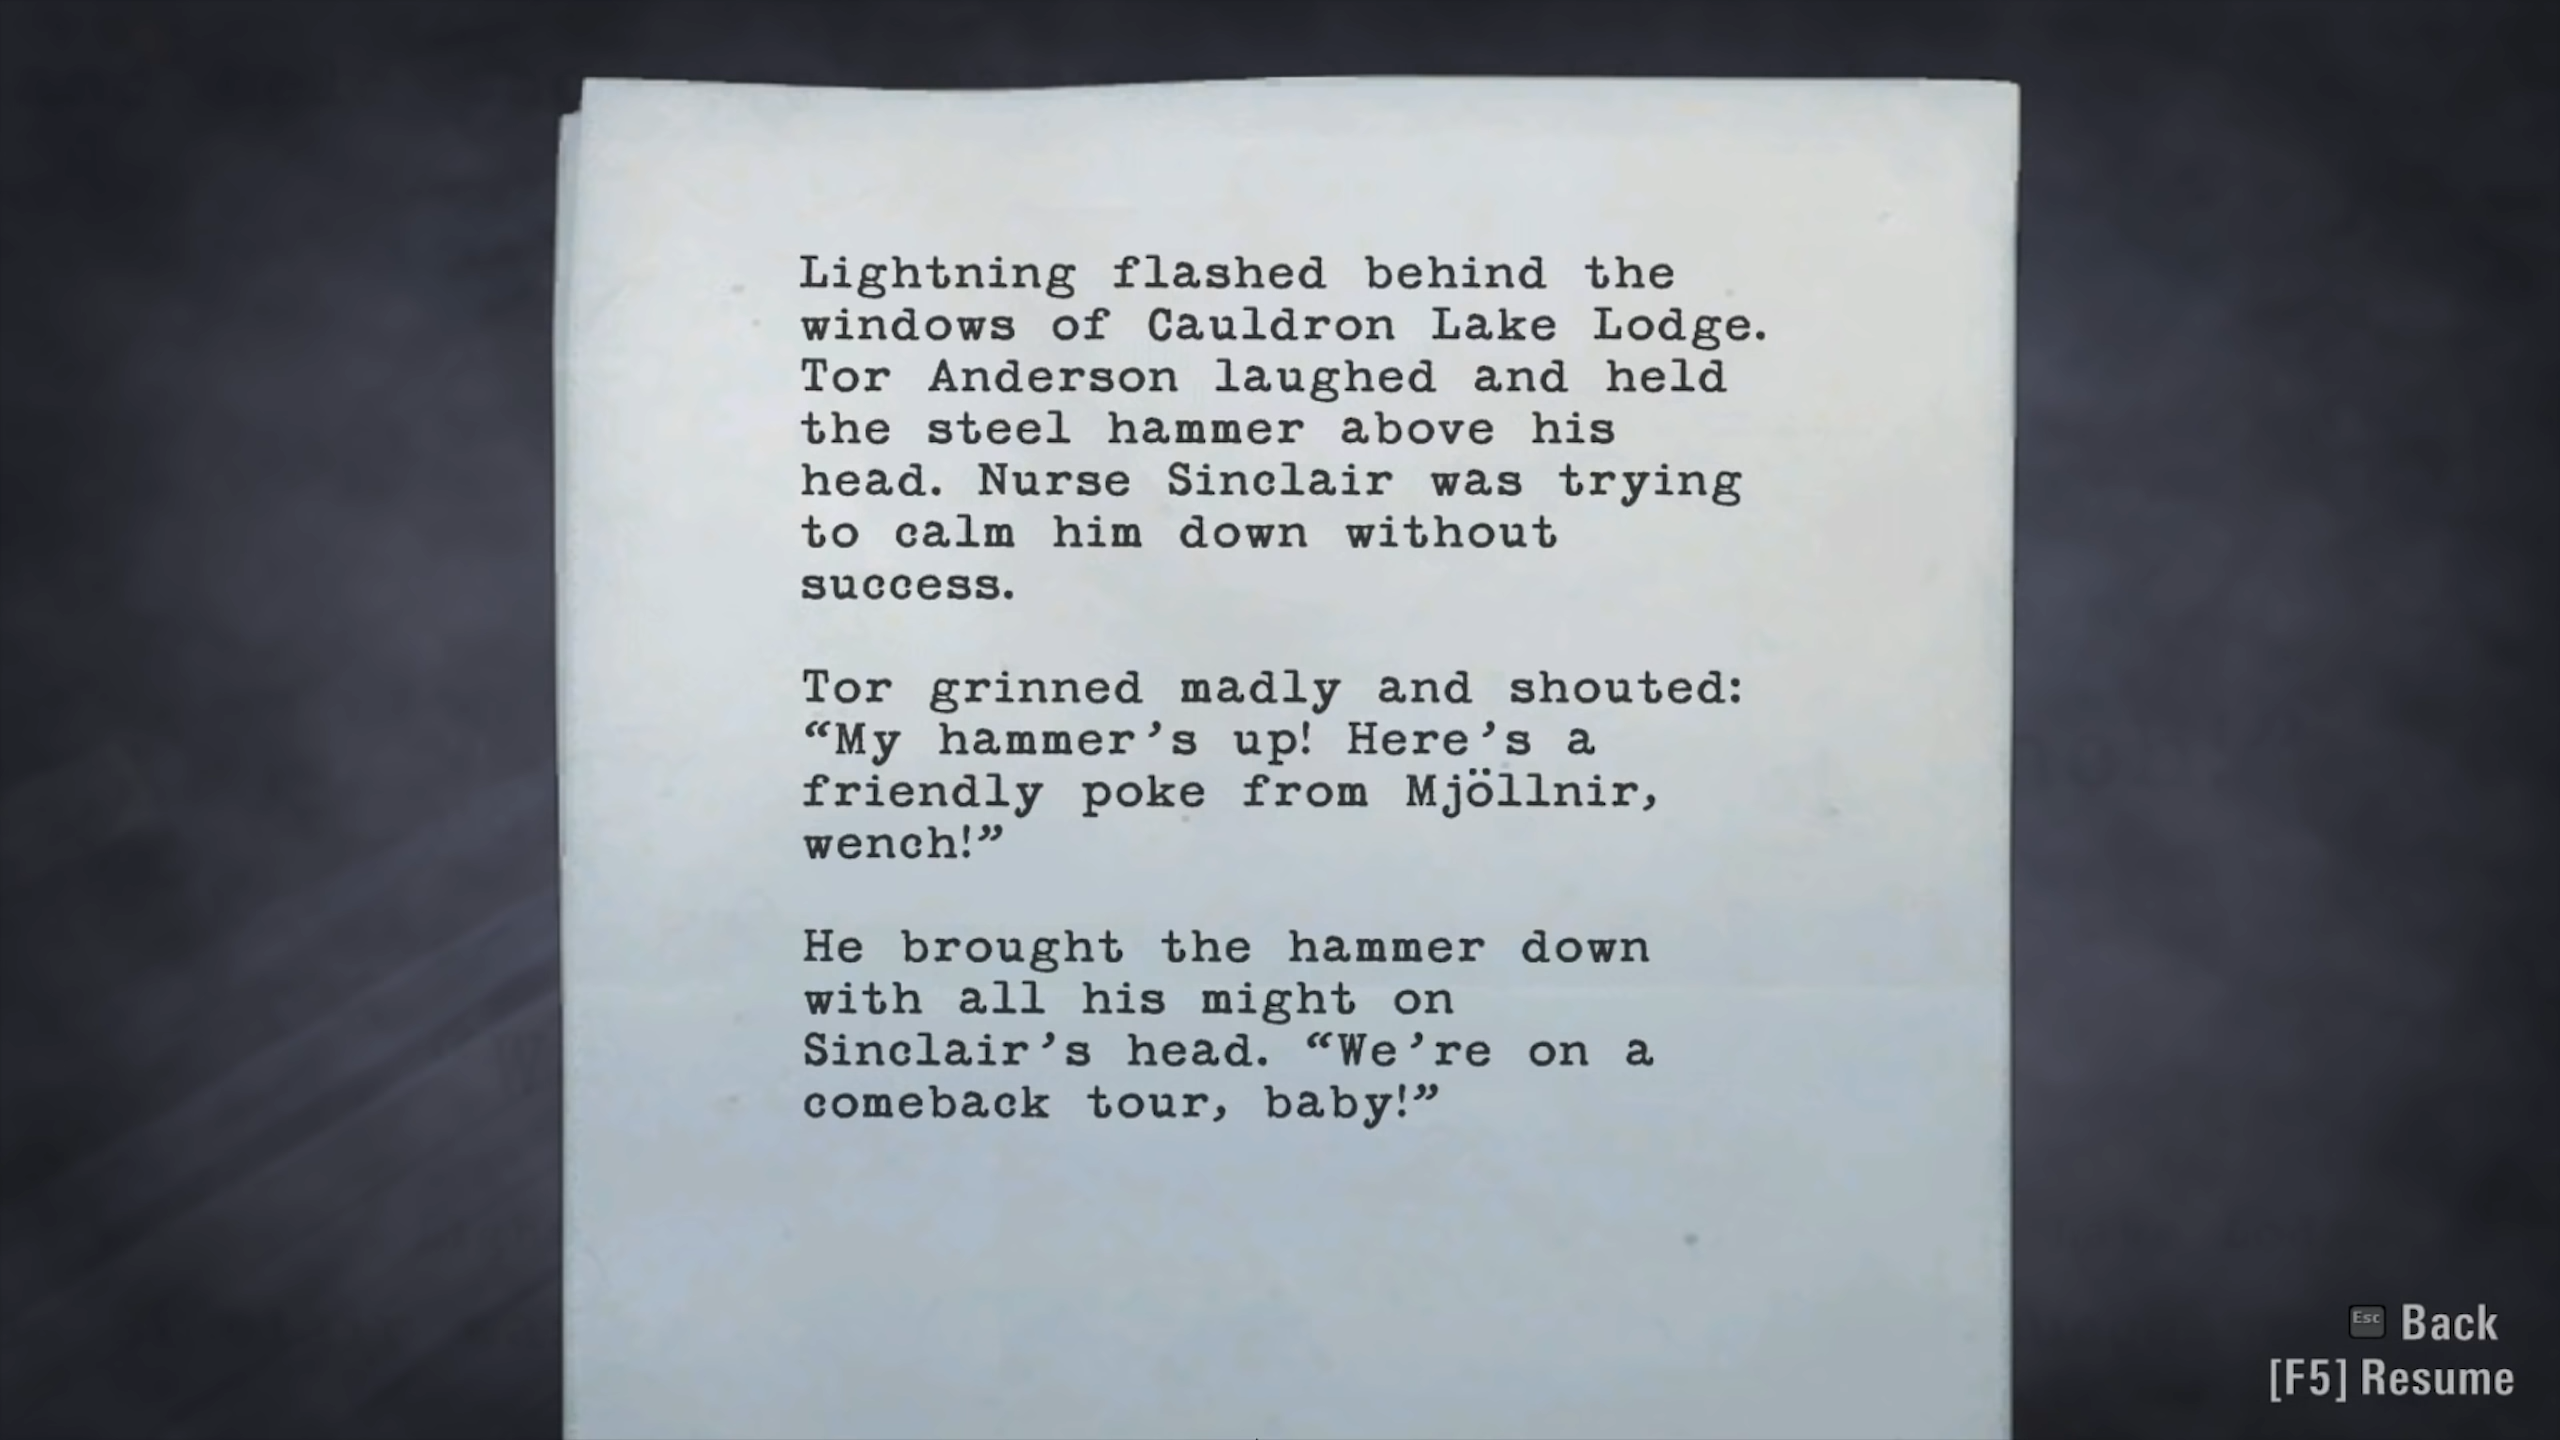 Lightning flashed behind the
windows of Cauldron Lake Lodge.
Tor Anderson laughed and held
the steel hammer above his
head. Nurse Sinclair was trying
to calm him down without
success.
Tor grinned madly and shouted:
“My hammer’s up! Here’s a
friendly poke from Mjöllnir,
wench!”
He brought the hammer down
with all his might on
Sinclair’s head. “We’re on a
comeback tour, baby!”
Esc Back
[F5] Resume